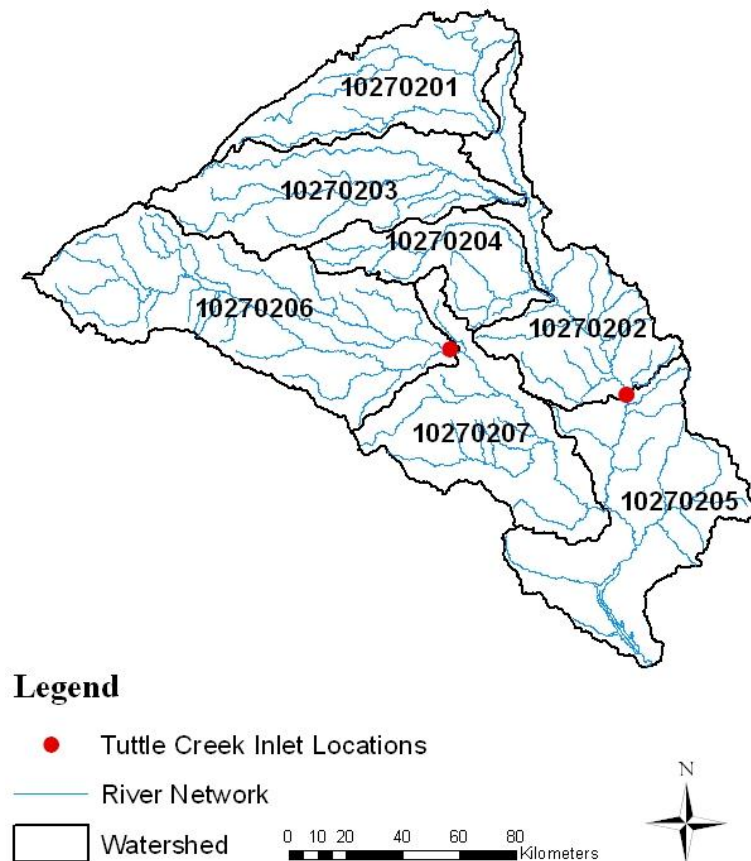 10270201
10270203
10270204
10270206
10270202
10270207
10270205
Legend
Tuttle Creek Inlet Locations
River Network
Watershed
N
0 10 20 40 60 80
Kilometers